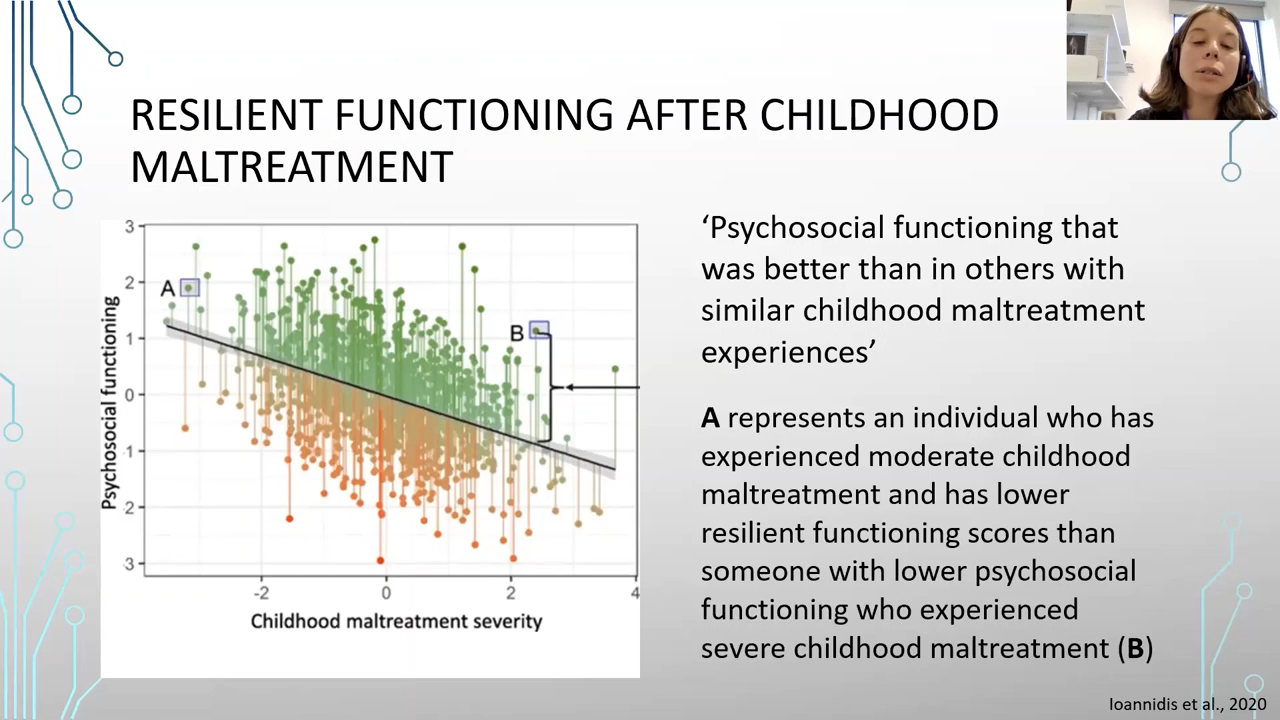 RESILIENT FUNCTIONING AFTER CHILDHOOD
MALTREATMENT
3
2
1
0
-1
-2
-3
Psychosocial functioning
A
B
-2
0
2
4
Childhood maltreatment severity
‘Psychosocial functioning that
was better than in others with
similar childhood maltreatment
experiences’
A represents an individual who has
experienced moderate childhood
maltreatment and has lower
resilient functioning scores than
someone with lower psychosocial
functioning who experienced
severe childhood maltreatment (B)
Ioannidis et al., 2020